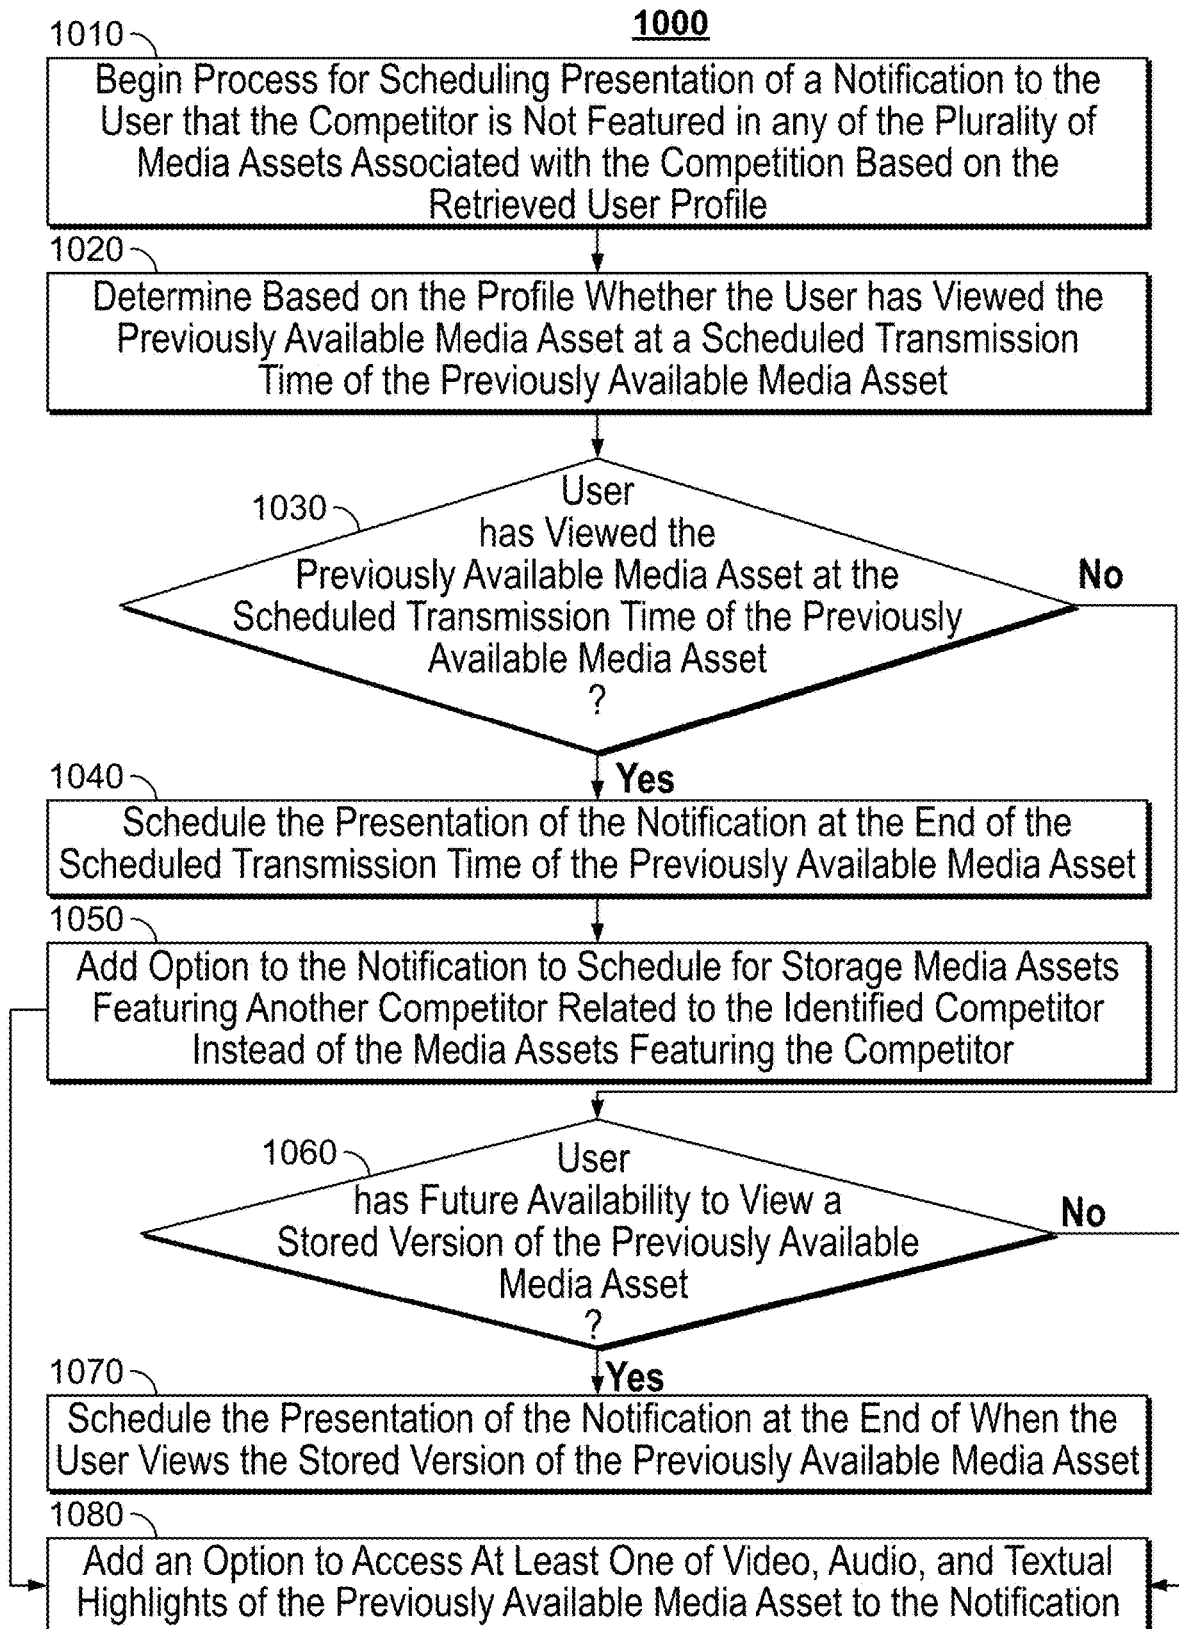 1000
1010
Begin Process for Scheduling Presentation of a Notification to the
User that the Competitor is Not Featured in any of the Plurality of
Media Assets Associated with the Competition Based on the
Retrieved User Profile
1020
Determine Based on the Profile Whether the User has Viewed the
Previously Available Media Asset at a Scheduled Transmission
Time of the Previously Available Media Asset
1030
User
has Viewed the
Previously Available Media Asset at the
Scheduled Transmission Time of the Previously
Available Media Asset
?
No
Yes
1040
Schedule the Presentation of the Notification at the End of the
Scheduled Transmission Time of the Previously Available Media Asset
1050
Add Option to the Notification to Schedule for Storage Media Assets
Featuring Another Competitor Related to the Identified Competitor
Instead of the Media Assets Featuring the Competitor
1060
User
has Future Availability to View a
Stored Version of the Previously Available
Media Asset
?
No
Yes
1070
Schedule the Presentation of the Notification at the End of When the
User Views the Stored Version of the Previously Available Media Asset
1080
Add an Option to Access At Least One of Video, Audio, and Textual
Highlights of the Previously Available Media Asset to the Notification